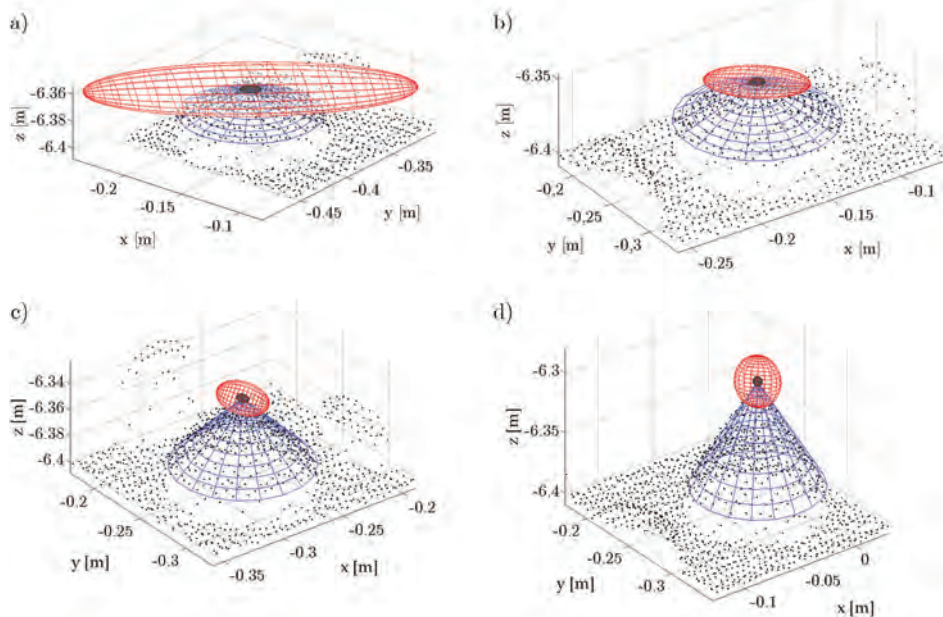 a)
-6.36
-6.38
-6.4
z [m]
-0.2
-0.15
-0.1
x [m]
-0.45
-0.4
-0.35
y [m]
b)
-6.35
-6.4
z [m]
-0.2
-0,25
-0,3
y [m]
-0.25
-0.2
-0.15
-0.1
x [m]
c)
-6.34
-6.36
-6.38
-6.4
z [m]
-0.2
-0.25
-0.3
y [m]
-0.35
-0.3
-0.25
-0.2
x [m]
d)
-6.3
-6.35
-6.4
z [m]
-0.2
-0.25
-0.3
y [m]
-0.1
-0.05
0
x [m]